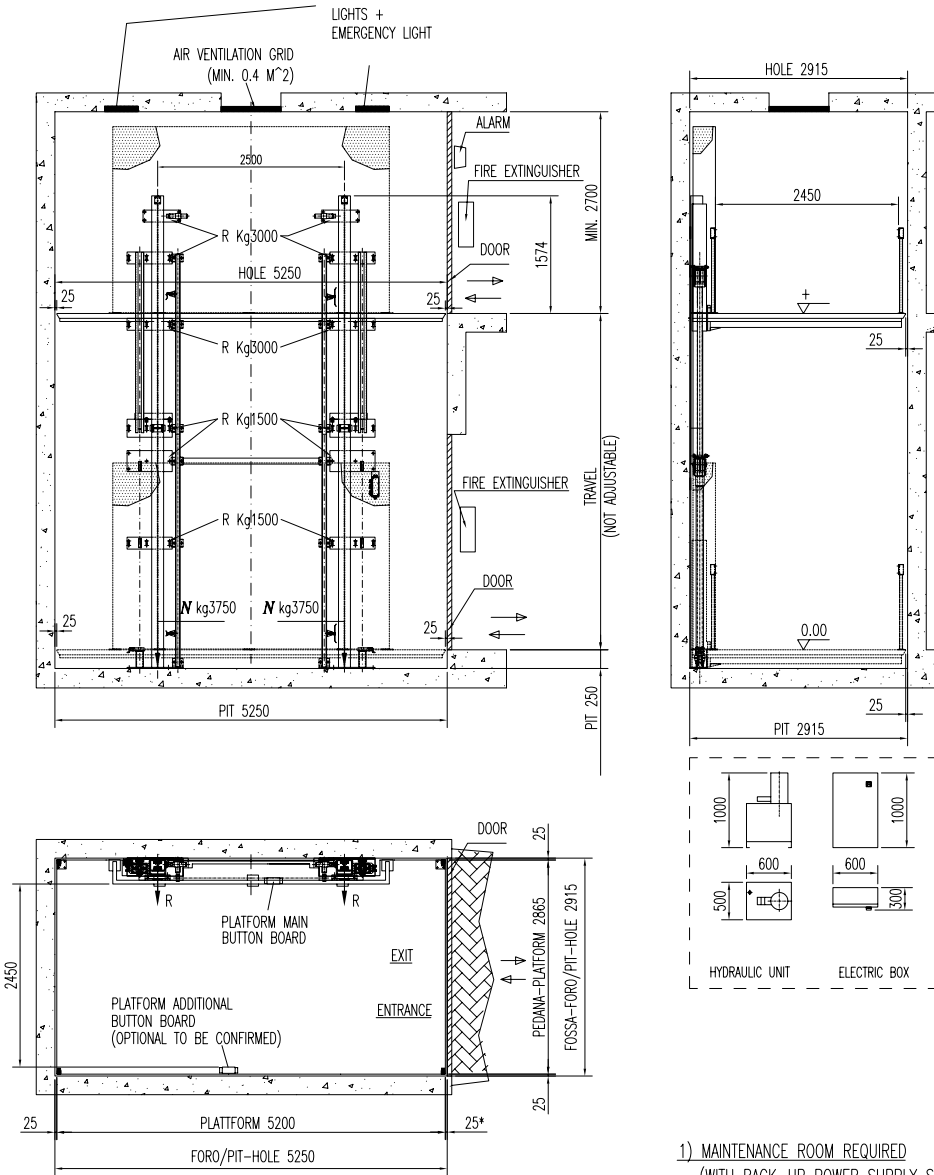 LIGHTS +
EMERGENCY LIGHT
AIR VENTILATION GRID
(MIN. 0.4 M^2)
ALARM
2500
FIRE EXTINGUISHER
R Kg3000
DOOR
HOLE 5250
25
25
1574
MIN. 2700
R Kg3000
R Kg1500
FIRE EXTINGUISHER
TRAVEL
(NOT ADJUSTABLE)
R Kg1500
N kg3750
N kg3750
DOOR
25
25
PIT 5250
PIT 250
HOLE 2915
2450
+
25
0.00
25
PIT 2915
1000
1000
600
600
500
300
HYDRAULIC UNIT
ELECTRIC BOX
DOOR
25
R
R
PLATFORM MAIN
BUTTON BOARD
EXIT
2450
PLATFORM ADDITIONAL
BUTTON BOARD
(OPTIONAL TO BE CONFIRMED)
ENTRANCE
PEDANA-PLATFORM 2865
FOSSA-FORO/PIT-HOLE 2915
25
25
PLATTFORM 5200
25*
FORO/PIT-HOLE 5250
1) MAINTENANCE ROOM REQUIRED